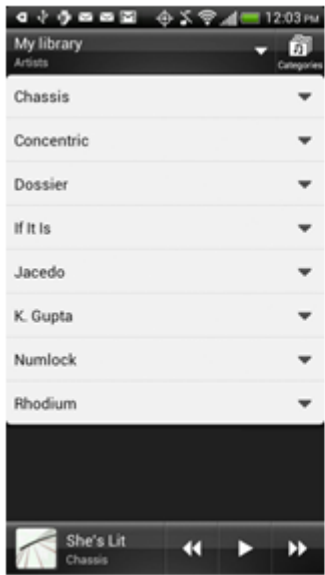 12:03 PM
My library
Artists
Categories
Chassis
Concentric
Dossier
If It Is
Jacedo
K. Gupta
Numlock
Rhodium
She's Lit
Chassis